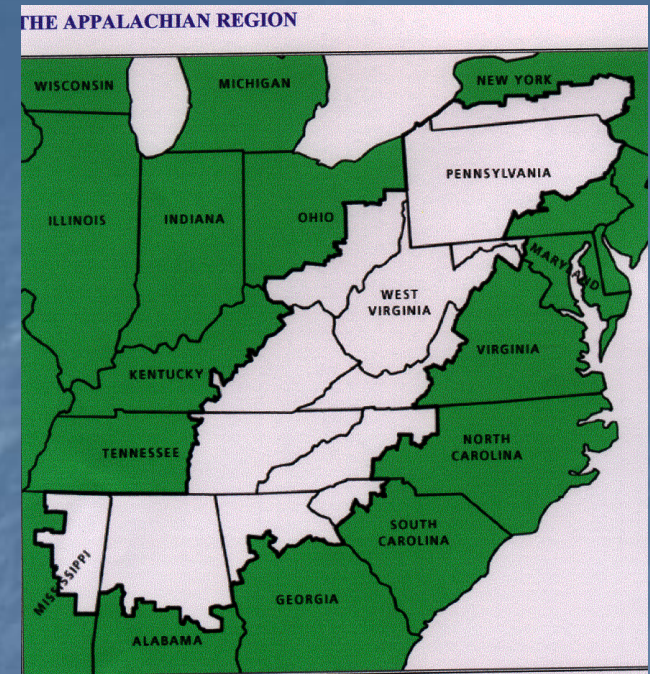 THE APPALACHIAN REGION
WISCONSIN
MICHIGAN
NEW YORK
PENNSYLVANIA
ILLINOIS
INDIANA
OHIO
MARYLAND
WEST
VIRGINIA
VIRGINIA
KENTUCKY
TENNESSEE
NORTH
CAROLINA
SOUTH
CAROLINA
MISSISSIPPI
GEORGIA
ALABAMA